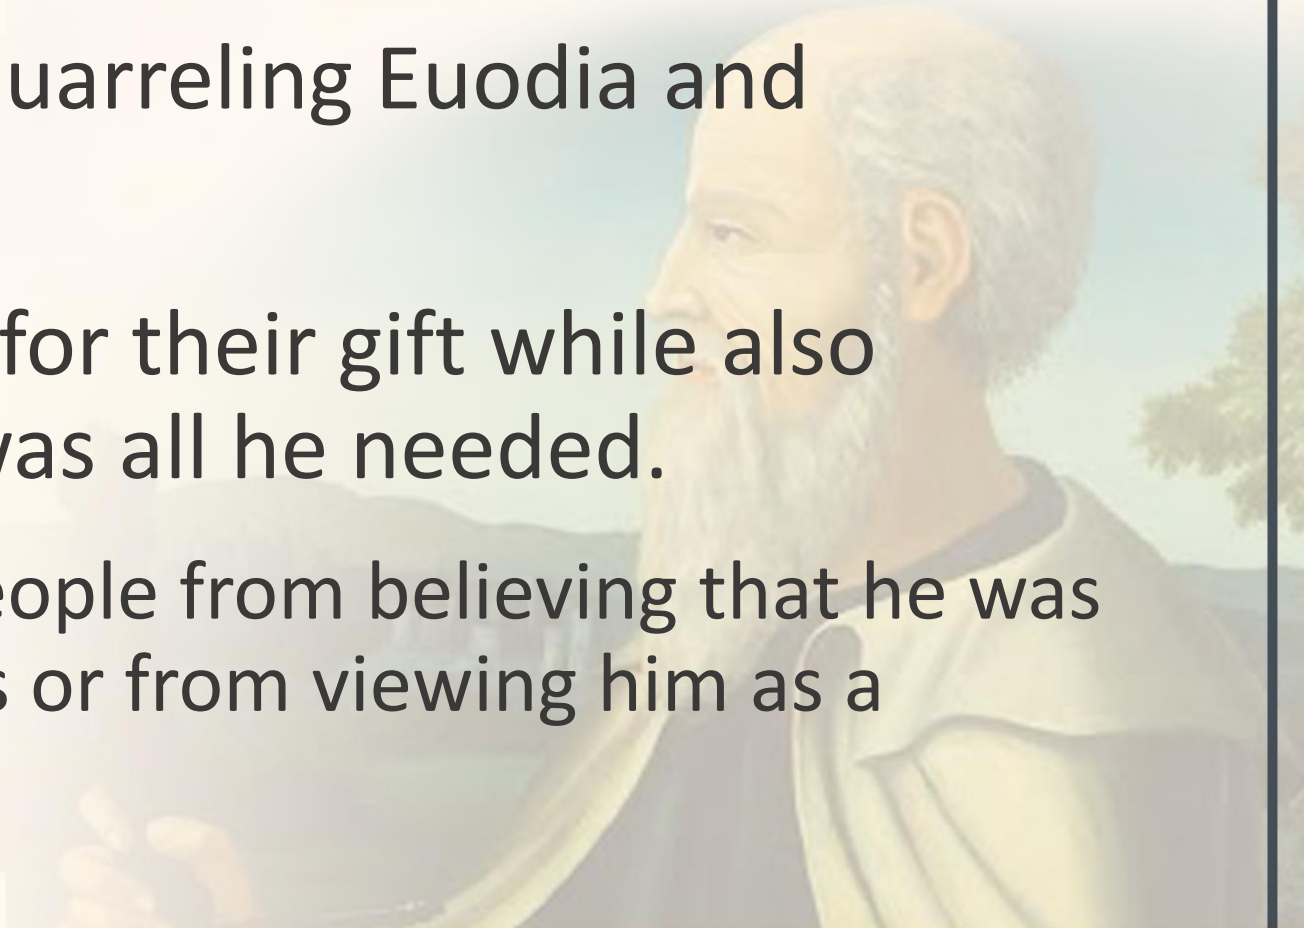 uarreling Euodia and
for their gift while also
was all he needed.
eople from believing that he was
s or from viewing him as a